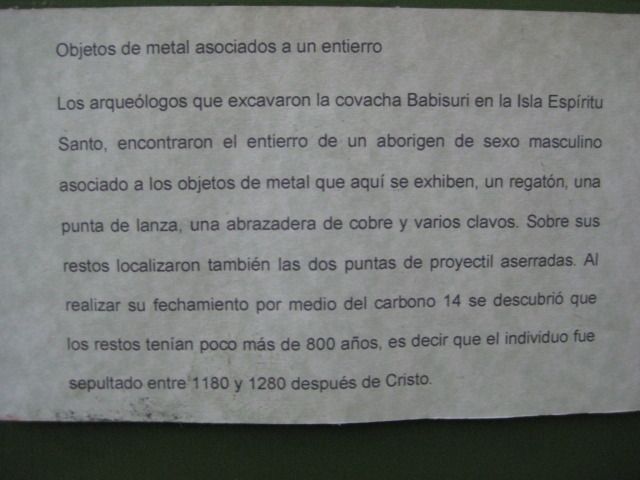 Objetos de metal asociados a un entierro
Los arqueólogos que excavaron la covacha Babisuri en la Isla Espíritu
Santo, encontraron el entierro de un aborigen de sexo masculino
asociado a los objetos de metal que aquí se exhiben, un regatón, una
punta de lanza, una abrazadera de cobre y varios clavos. Sobre sus
restos localizaron también las dos puntas de proyectil aserradas. Al
realizar su fechamiento por medio del carbono 14 se descubrió que
los restos tenían poco más de 800 años, es decir que el individuo fue
sepultado entre 1180 y 1280 después de Cristo.